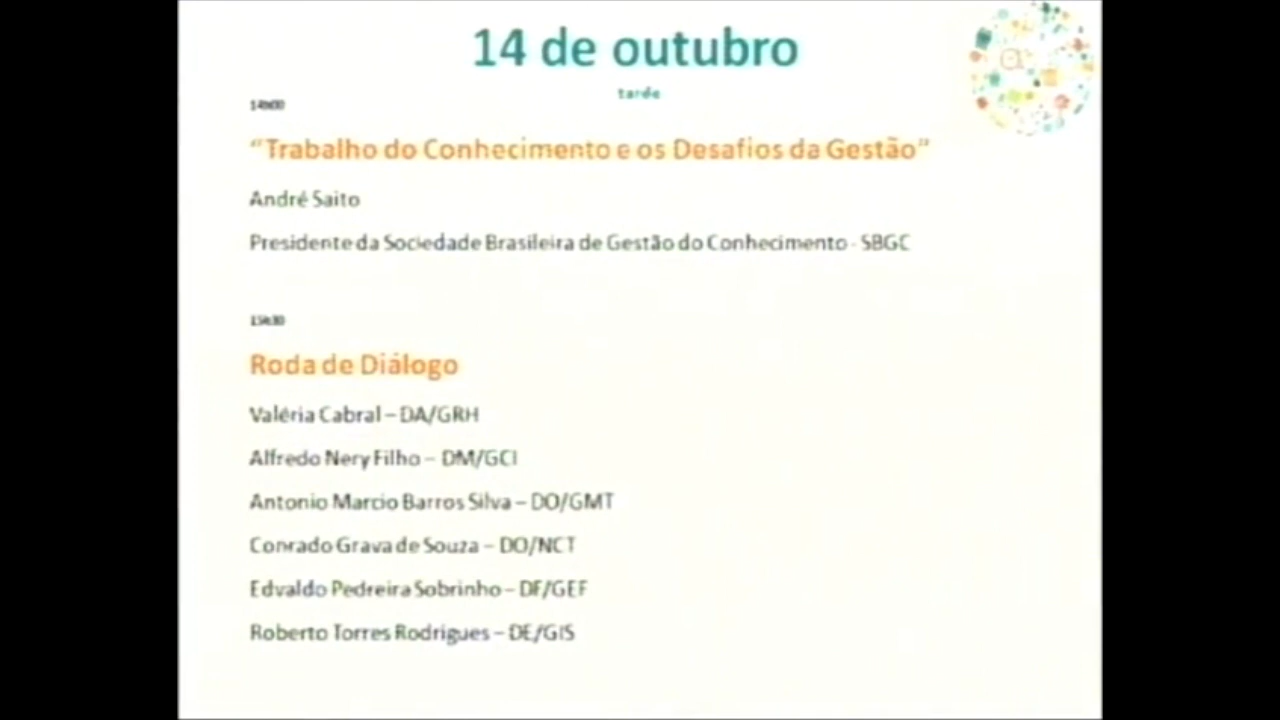 14 de outubro
tarde
14h00
“Trabalho do Conhecimento e os Desafios da Gestão”
André Saito
Presidente da Sociedade Brasileira de Gestão do Conhecimento - SBGC
15h30
Roda de Diálogo
Valéria Cabral – DA/GRH
Alfredo Nery Filho – DM/GCI
Antonio Marcio Barros Silva – DO/GMT
Conrado Grava de Souza – DO/NCT
Edvaldo Pedreira Sobrinho – DF/GEF
Roberto Torres Rodrigues – DE/GIS